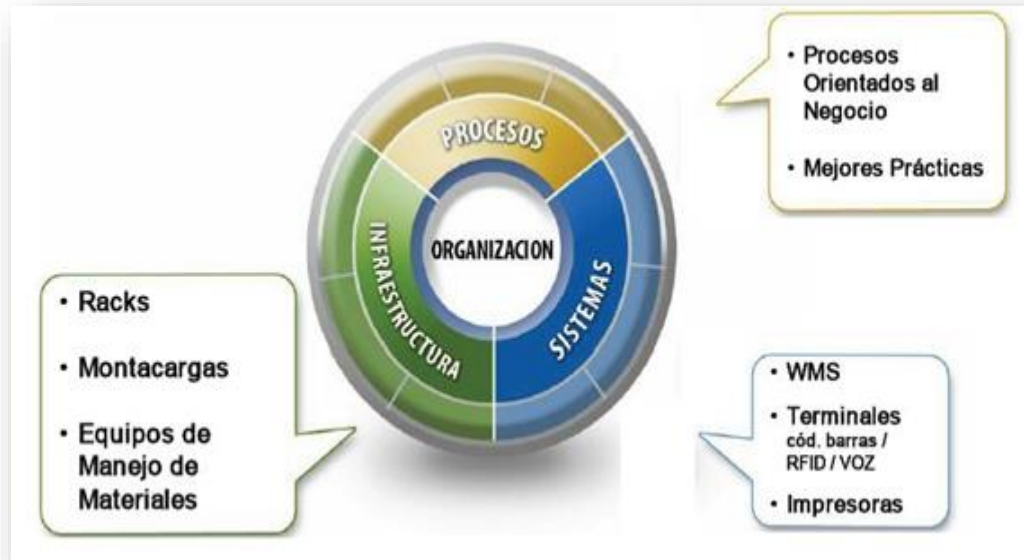 PROCESOS
ORGANIZACION
INFRAESTRUCTURA
SISTEMAS
• Procesos
Orientados al
Negocio
• Mejores Prácticas
• Racks
• Montacargas
• Equipos de
Manejo de
Materiales
• WMS
• Terminales
cód. barras /
RFID / VOZ
• Impresoras